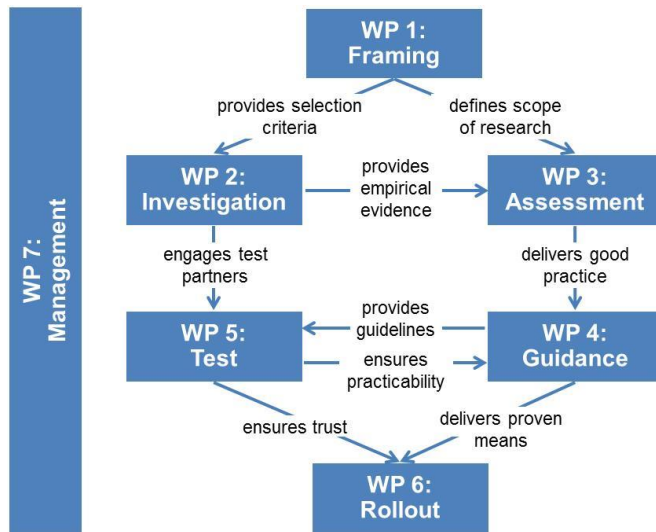 WP 7:
Management
WP 1:
Framing
provides selection
criteria
defines scope
of research
WP 2:
Investigation
provides
empirical
evidence
WP 3:
Assessment
engages test
partners
delivers good
practice
WP 5:
Test
provides
guidelines
ensures
practicability
WP 4:
Guidance
ensures trust
delivers proven
means
WP 6:
Rollout